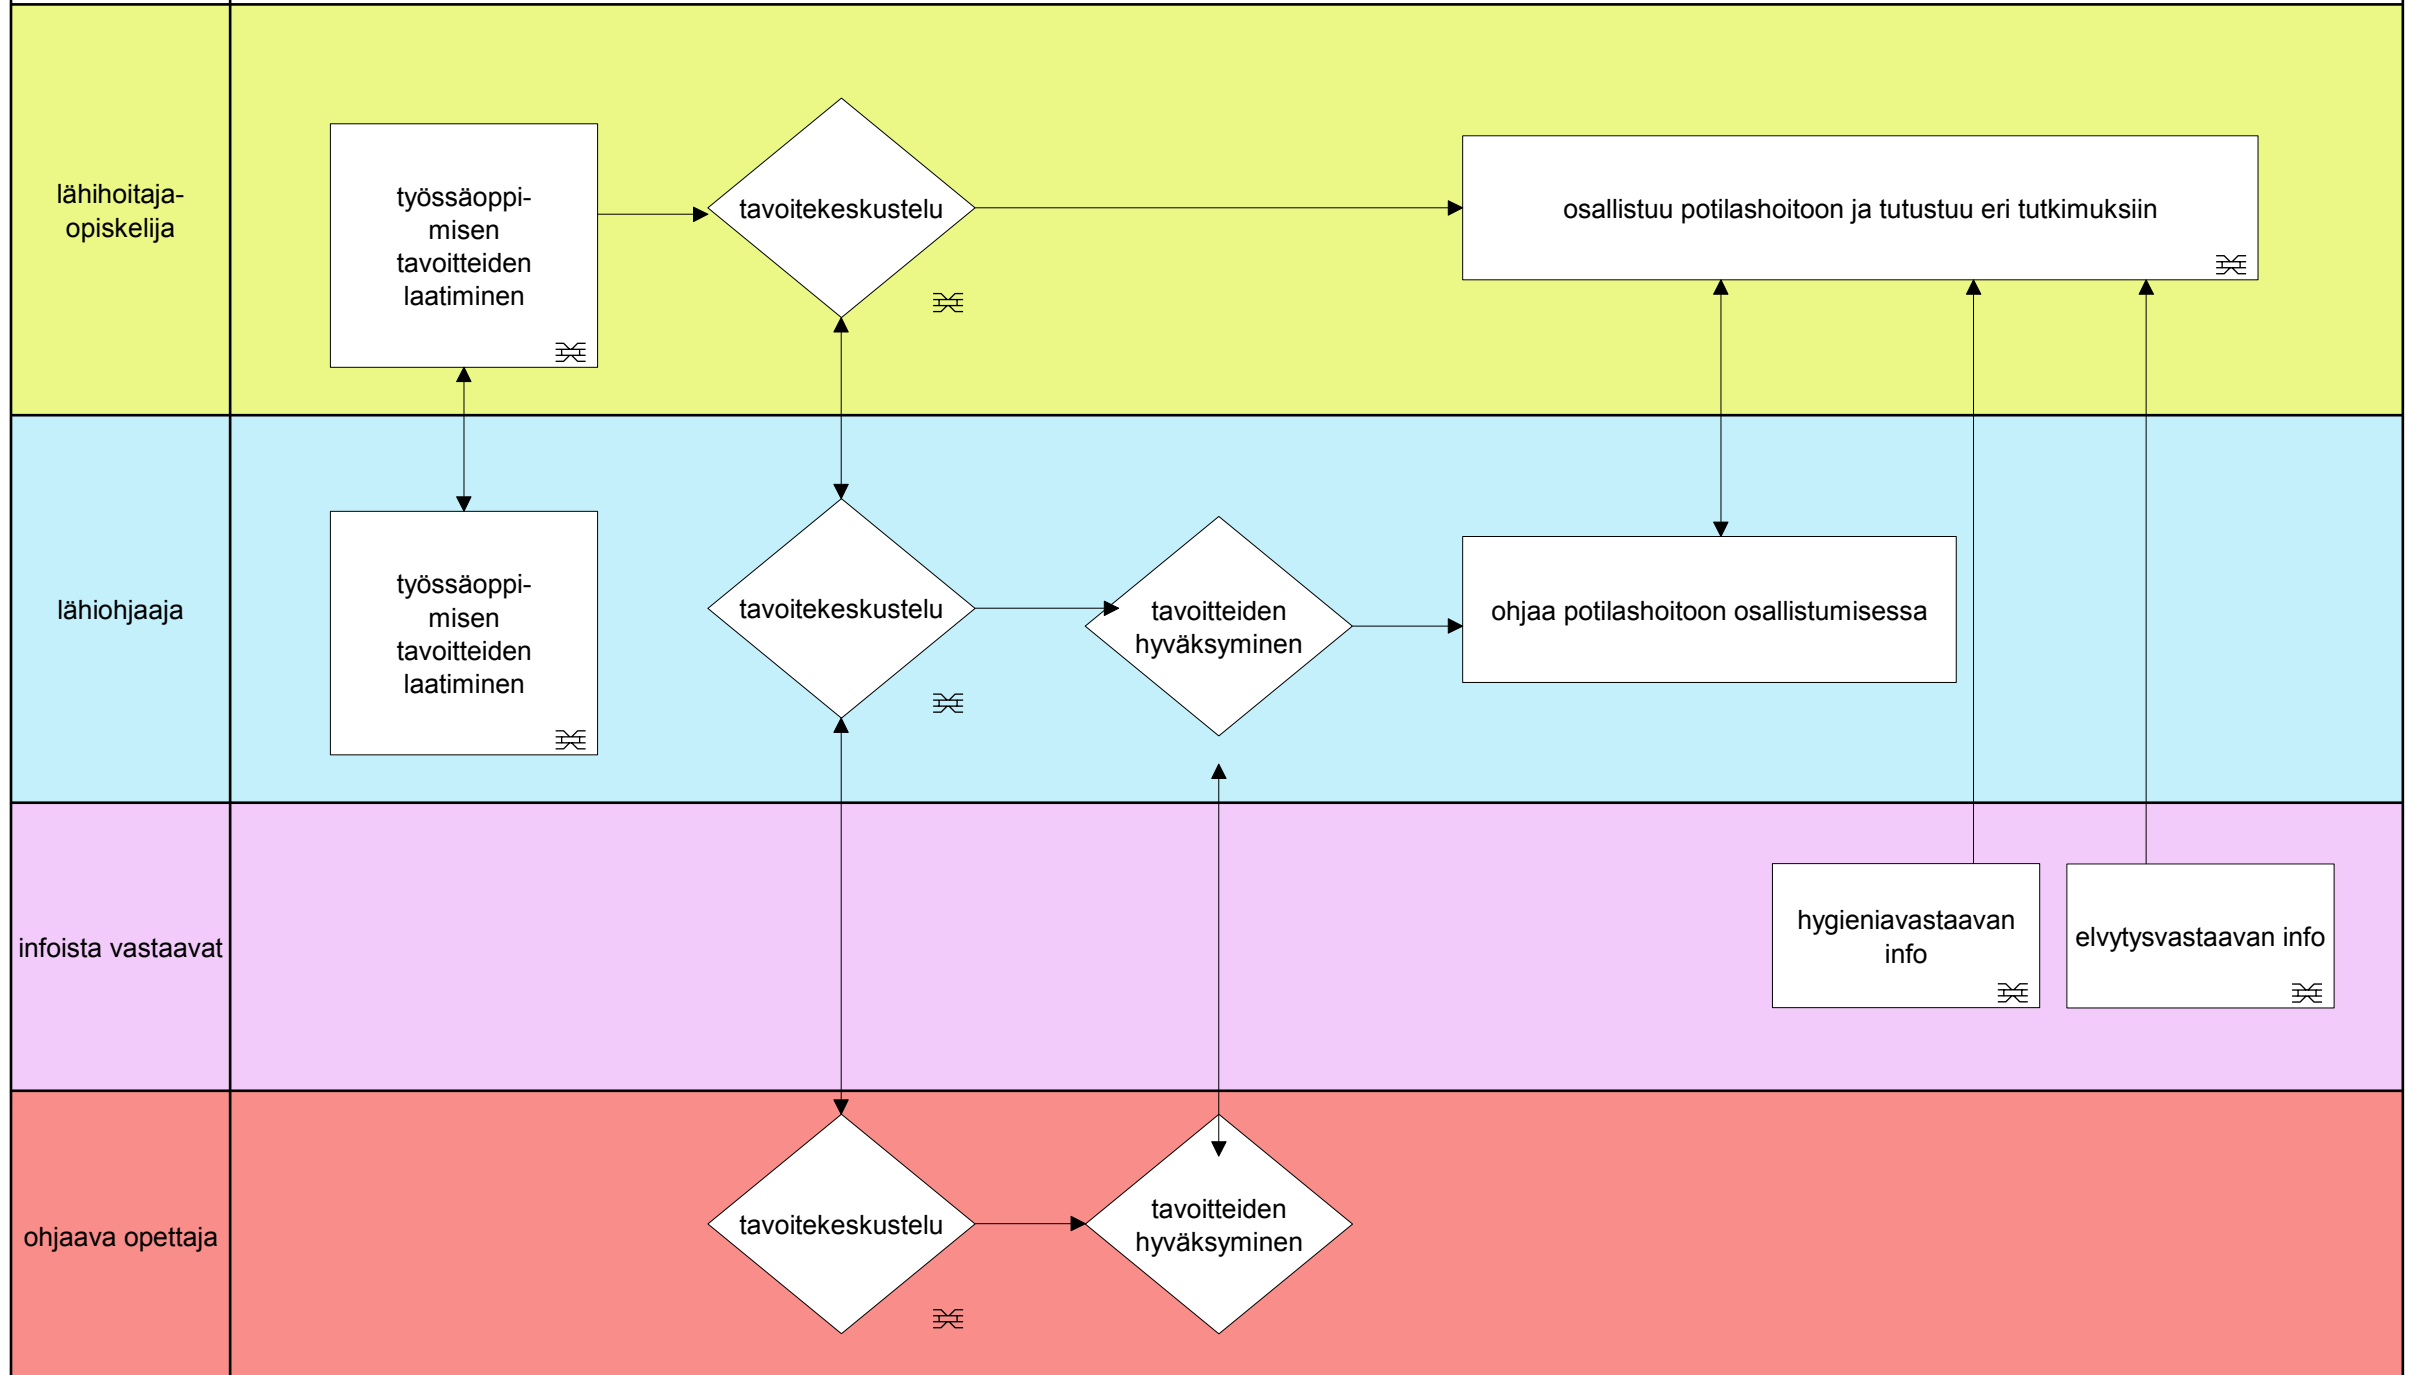 lähihoitaja-
opiskelija
työssäoppi-
misen
tavoitteiden
laatiminen
tavoitekeskustelu
osallistuu potilashoitoon ja tutustuu eri tutkimuksiin
lähiohjaaja
työssäoppi-
misen
tavoitteiden
laatiminen
tavoitekeskustelu
tavoitteiden
hyväksyminen
ohjaa potilashoitoon osallistumisessa
infoista vastaavat
hygieniavastaavan
info
elvytysvastaavan info
ohjaava opettaja
tavoitekeskustelu
tavoitteiden
hyväksyminen